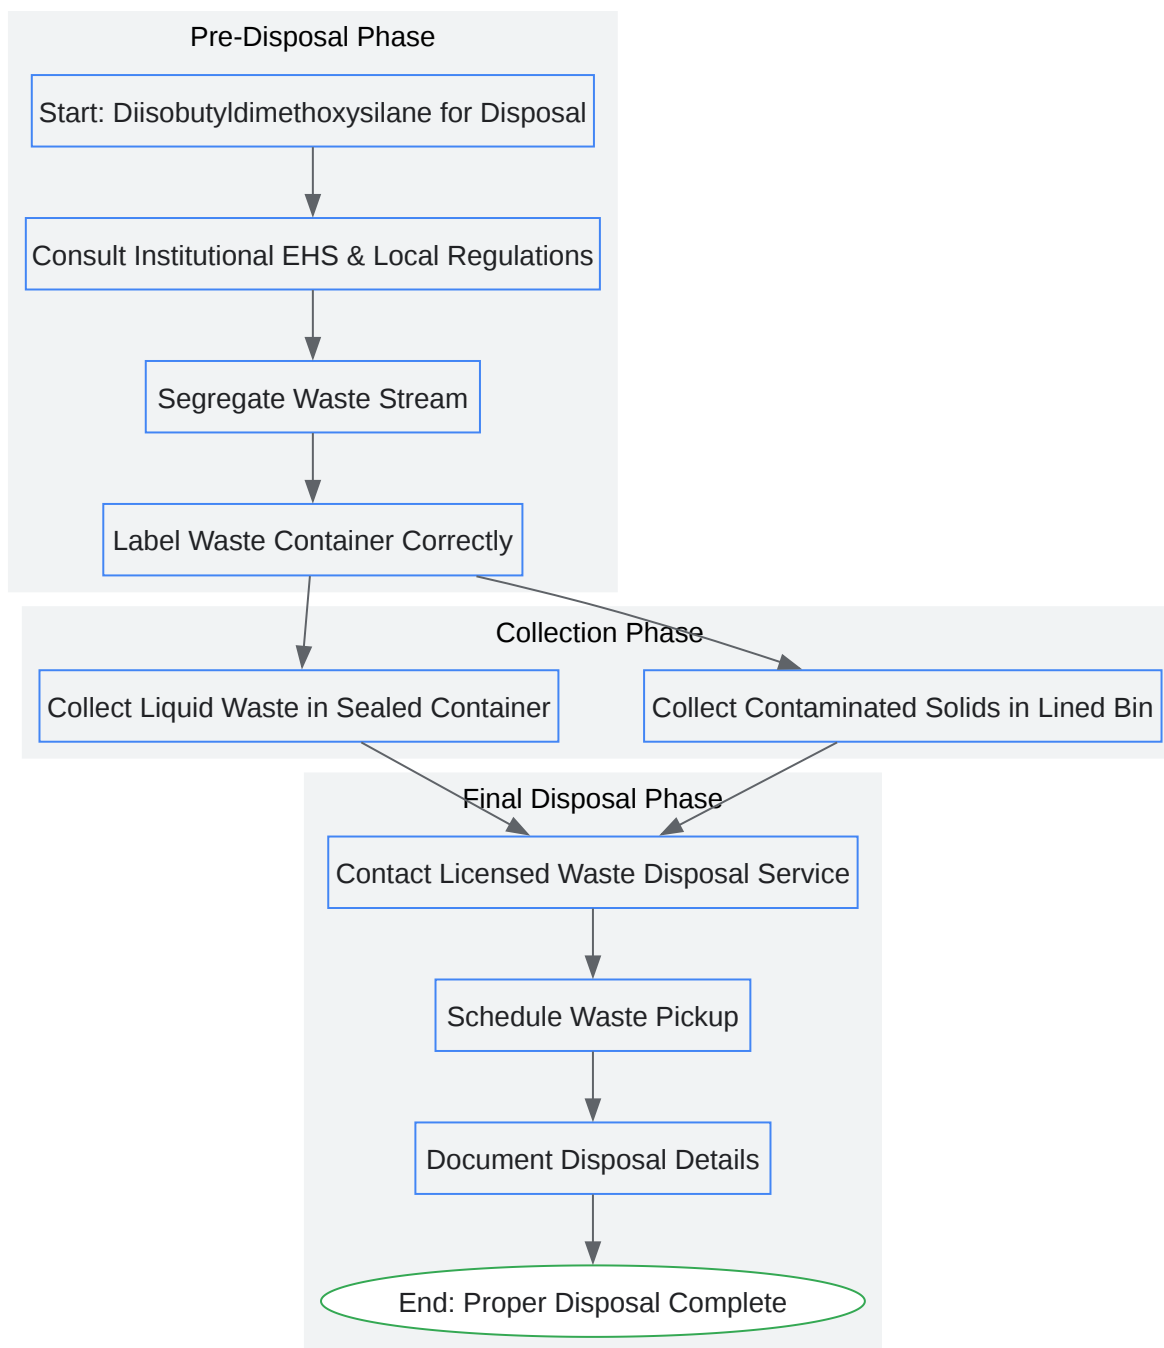 Pre-Disposal Phase
Start: Diisobutyldimethoxysilane for Disposal
Consult Institutional EHS & Local Regulations
Segregate Waste Stream
Label Waste Container Correctly
Collection Phase
Collect Liquid Waste in Sealed Container
Collect Contaminated Solids in Lined Bin
Final Disposal Phase
Contact Licensed Waste Disposal Service
Schedule Waste Pickup
Document Disposal Details
End: Proper Disposal Complete